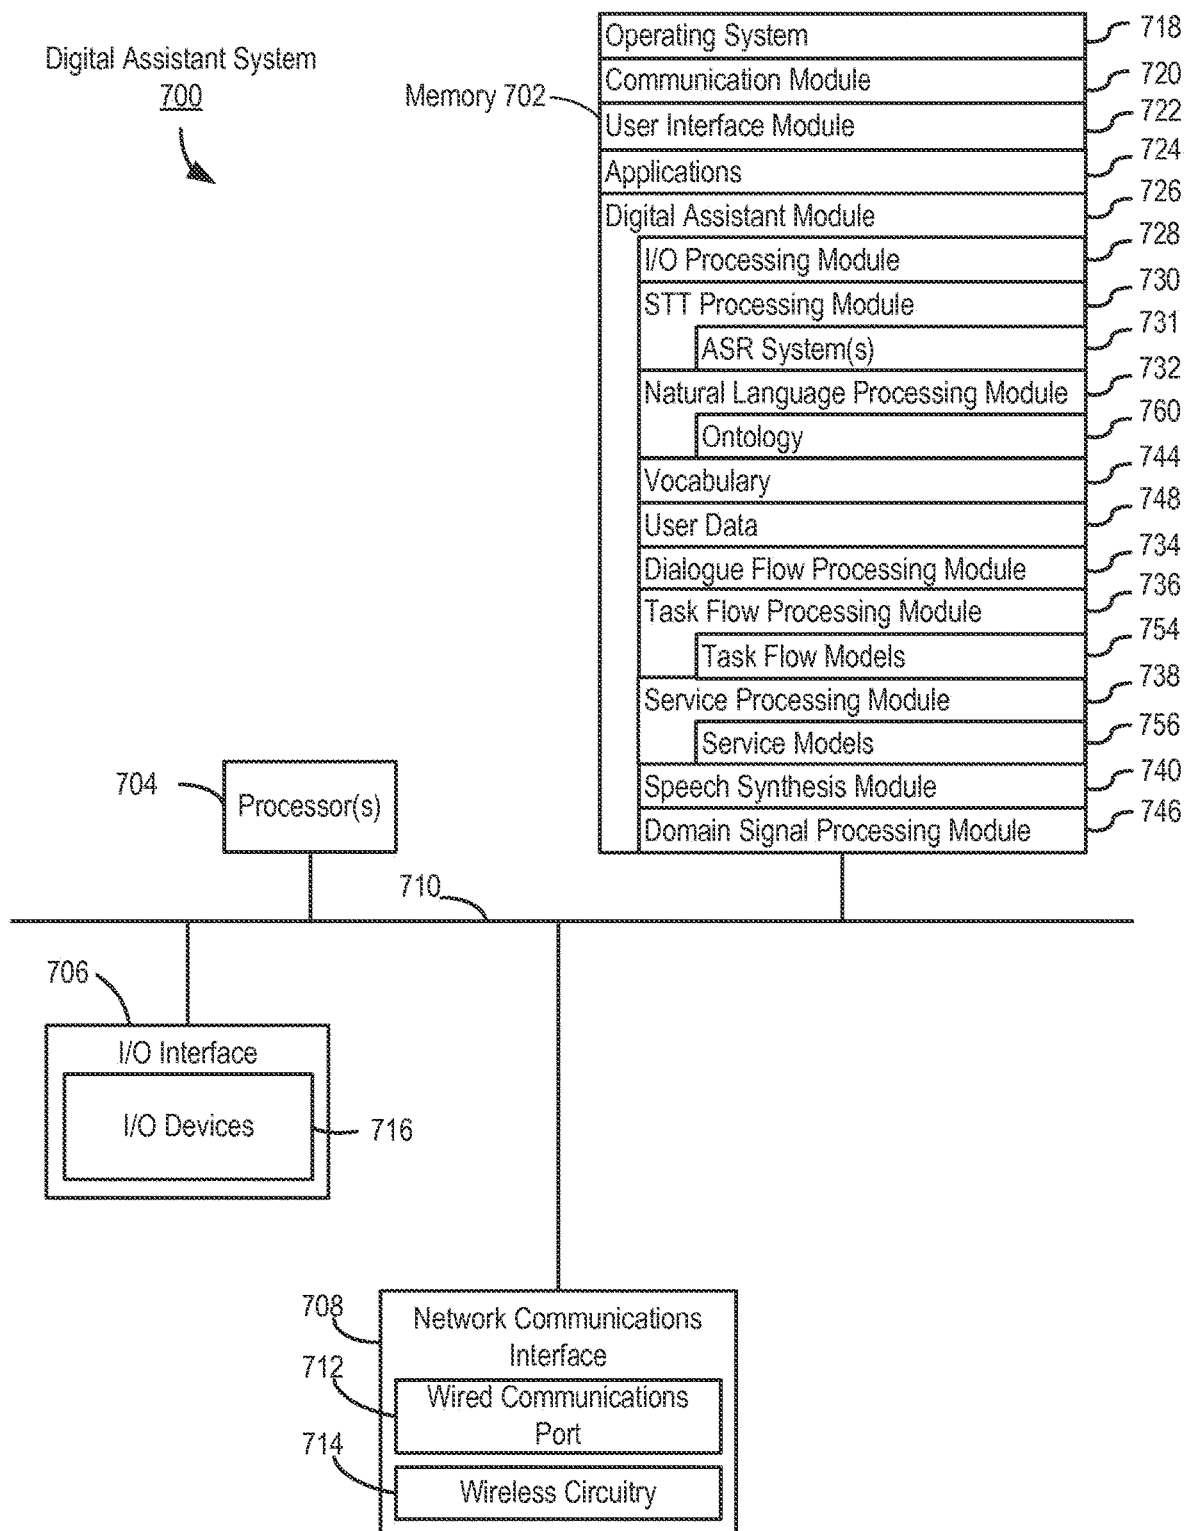 Digital Assistant System
700
Memory 702
Operating System 718
Communication Module 720
User Interface Module 722
Applications 724
Digital Assistant Module 726
I/O Processing Module 728
STT Processing Module 730
ASR System(s) 731
Natural Language Processing Module 732
Ontology 760
Vocabulary 744
User Data 748
Dialogue Flow Processing Module 734
Task Flow Processing Module 736
Task Flow Models 754
Service Processing Module 738
Service Models 756
Speech Synthesis Module 740
Domain Signal Processing Module 746
704
Processor(s)
710
706
I/O Interface
I/O Devices
716
708
Network Communications
Interface
712
Wired Communications
Port
714
Wireless Circuitry